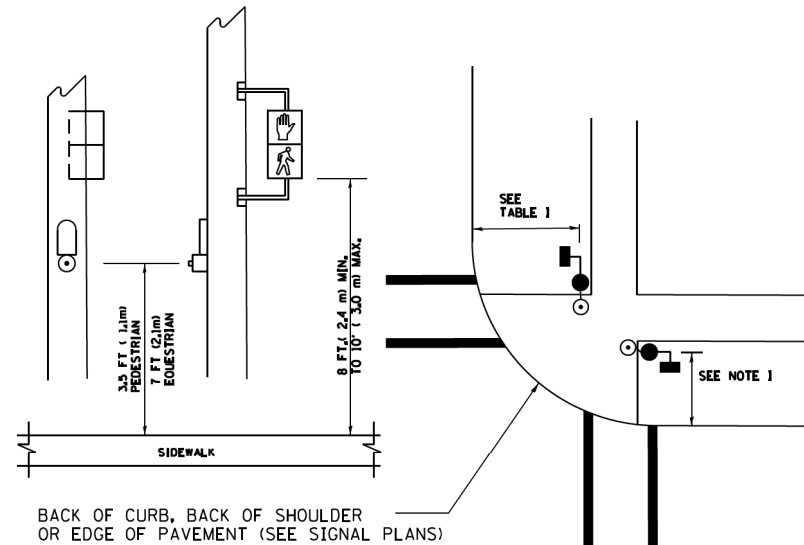 3.5 FT ( 1.1m)
PEDESTRIAN
7 FT (2.1m)
EQUESTRIAN
8 FT.( 2.4 m) MIN.
TO 10' ( 3.0 m) MAX.
SIDEWALK
SEE
TABLE 1
SEE NOTE 1
BACK OF CURB, BACK OF SHOULDER
OR EDGE OF PAVEMENT (SEE SIGNAL PLANS)